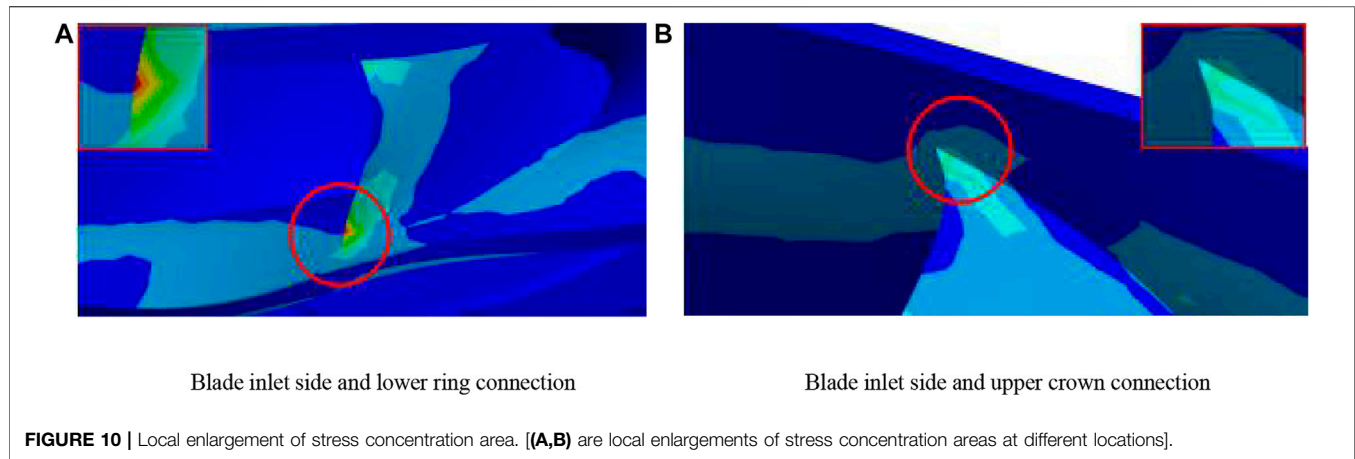 A
B
Blade inlet side and lower ring connection
Blade inlet side and upper crown connection
FIGURE 10 | Local enlargement of stress concentration area. [(A,B) are local enlargements of stress concentration areas at different locations].